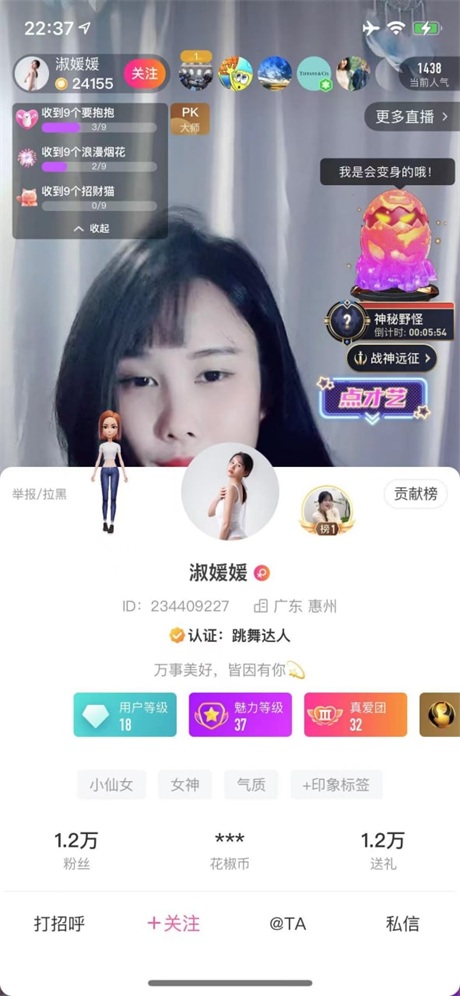 22:37
淑媛媛
24155
关注
1
1438
当前人气
收到9个要抱抱
3/9
收到9个浪漫烟花
2/9
收到9个招财猫
0/9
收起
PK
大师
更多直播
我是会变身的哦！
?
神秘野怪
倒计时: 00:05:54
战神远征
点才艺
举报/拉黑
榜1
贡献榜
淑媛媛
ID：234409227
广东 惠州
认证：跳舞达人
万事美好，皆因有你💫
用户等级
18
魅力等级
37
III
真爱团
32
小仙女
女神
气质
+印象标签
1.2万
***
1.2万
粉丝
花椒币
送礼
打招呼
+关注
@TA
私信